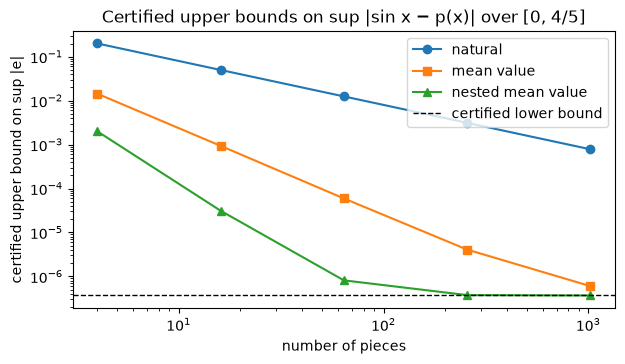 Certified upper bounds on sup |sin x − p(x)| over [0, 4/5]
certified upper bound on sup |e|
10⁻¹
10⁻²
10⁻³
10⁻⁴
10⁻⁵
10⁻⁶
natural
mean value
nested mean value
certified lower bound
10¹
10²
10³
number of pieces